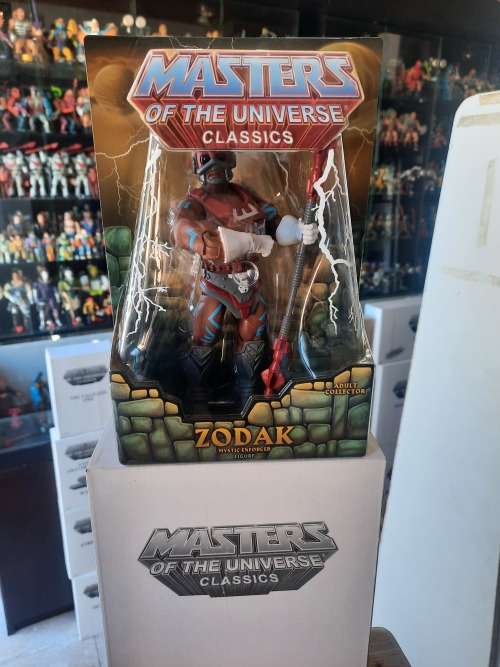 MASTERS
OF THE UNIVERSE
CLASSICS
ADULT
COLLECTOR
ZODAK
MYSTIC ENFORCER
FIGURE
MASTERS
OF THE UNIVERSE
CLASSICS